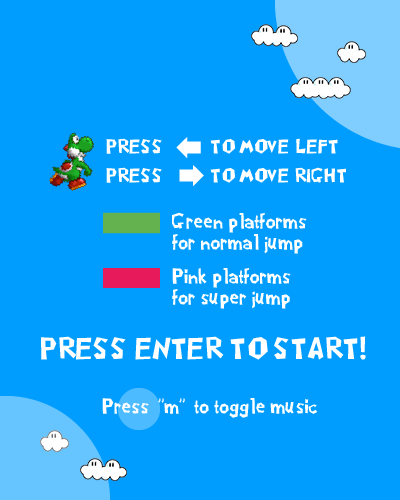 PRESS ← TO MOVE LEFT
PRESS → TO MOVE RIGHT
Green platforms
for normal jump
Pink platforms
for super jump
PRESS ENTER TO START!
Press "m" to toggle music